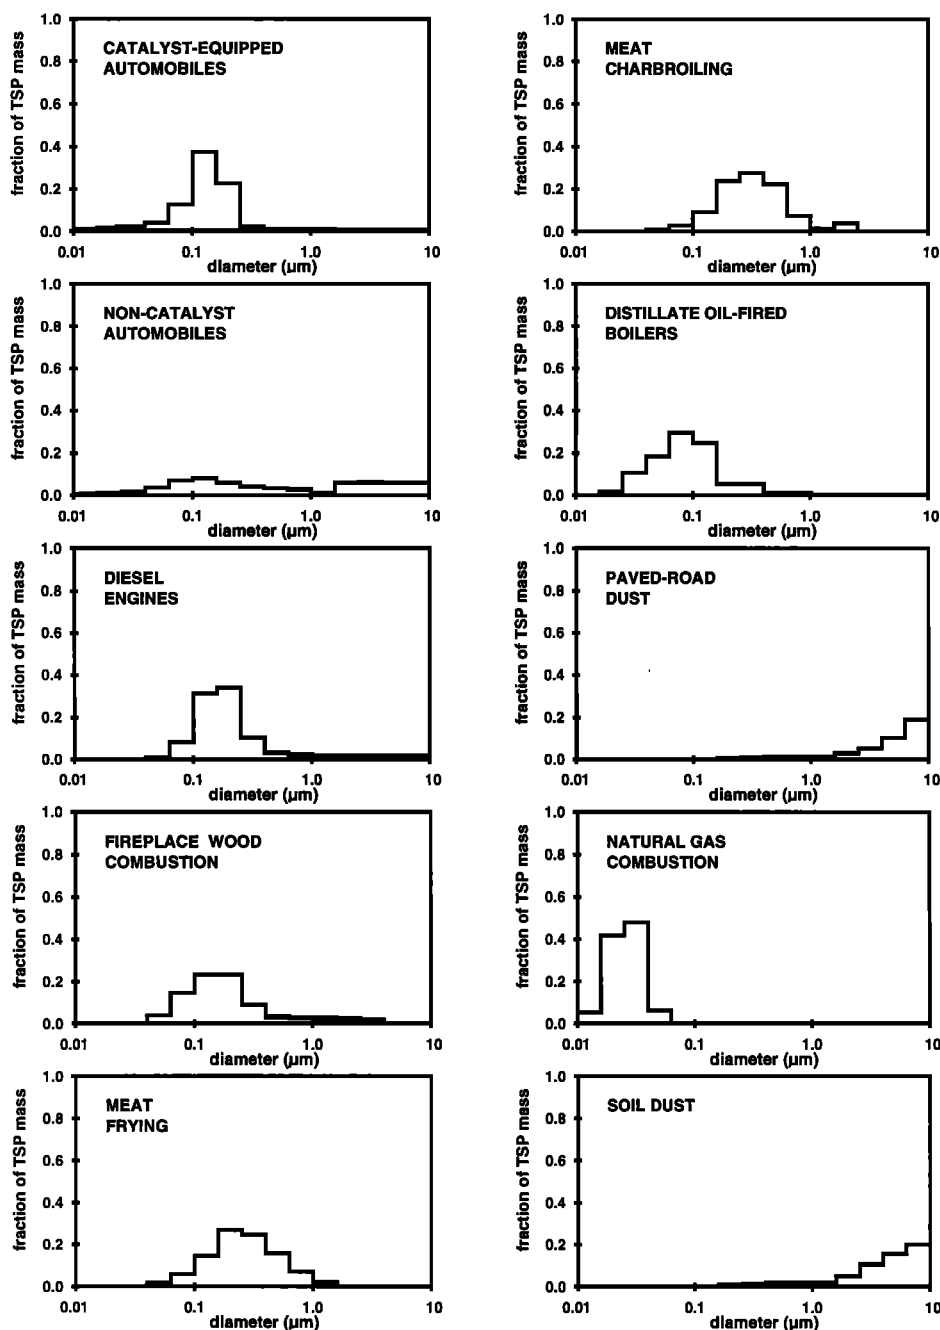 1.0
0.8
0.6
0.4
0.2
0.0
fraction of TSP mass
CATALYST-EQUIPPED
AUTOMOBILES
0.01
0.1
1.0
10
diameter (µm)
1.0
0.8
0.6
0.4
0.2
0.0
fraction of TSP mass
MEAT
CHARBROILING
0.01
0.1
1.0
10
diameter (µm)
1.0
0.8
0.6
0.4
0.2
0.0
fraction of TSP mass
NON-CATALYST
AUTOMOBILES
0.01
0.1
1.0
10
diameter (µm)
1.0
0.8
0.6
0.4
0.2
0.0
fraction of TSP mass
DISTILLATE OIL-FIRED
BOILERS
0.01
0.1
1.0
10
diameter (µm)
1.0
0.8
0.6
0.4
0.2
0.0
fraction of TSP mass
DIESEL
ENGINES
0.01
0.1
1.0
10
diameter (µm)
1.0
0.8
0.6
0.4
0.2
0.0
fraction of TSP mass
PAVED-ROAD
DUST
0.01
0.1
1.0
10
diameter (µm)
1.0
0.8
0.6
0.4
0.2
0.0
fraction of TSP mass
FIREPLACE WOOD
COMBUSTION
0.01
0.1
1.0
10
diameter (µm)
1.0
0.8
0.6
0.4
0.2
0.0
fraction of TSP mass
NATURAL GAS
COMBUSTION
0.01
0.1
1.0
10
diameter (µm)
1.0
0.8
0.6
0.4
0.2
0.0
fraction of TSP mass
MEAT
FRYING
0.01
0.1
1.0
10
diameter (µm)
1.0
0.8
0.6
0.4
0.2
0.0
fraction of TSP mass
SOIL DUST
0.01
0.1
1.0
10
diameter (µm)